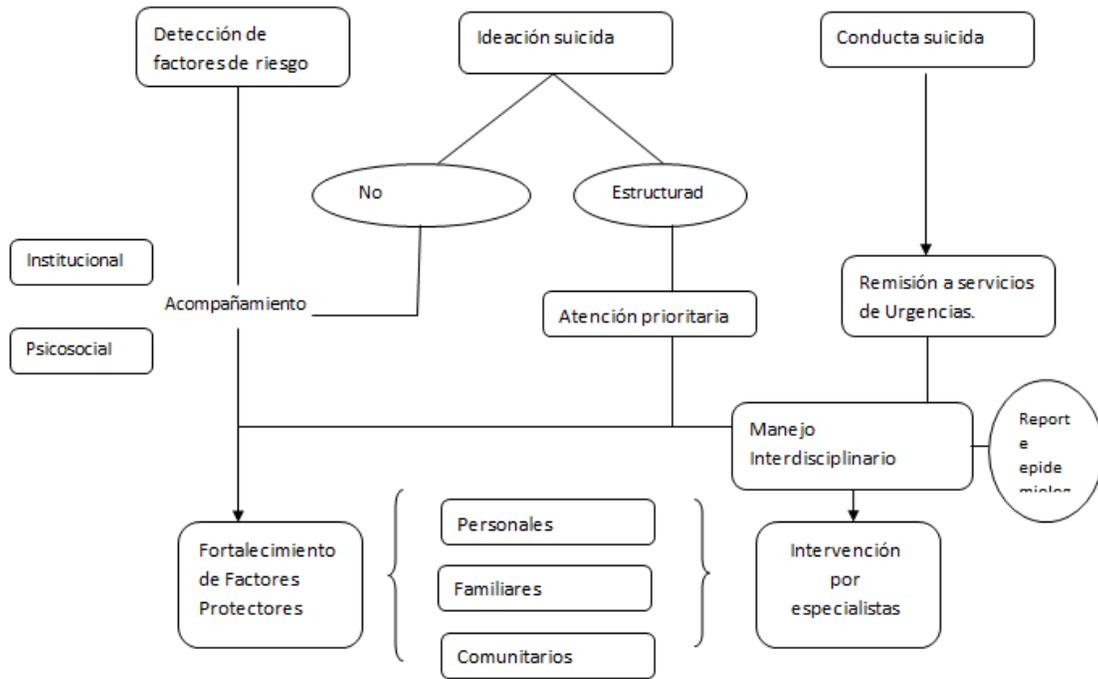 Detección de
factores de riesgo
Ideación suicida
Conducta suicida
No
Estructurad
Institucional
Acompañamiento
Psicosocial
Atención prioritaria
Remisión a servicios
de Urgencias.
Manejo
Interdisciplinario
Report
e
epide
Fortalecimiento
de Factores
Protectores
Personales
Familiares
Comunitarios
Intervención
por
especialistas